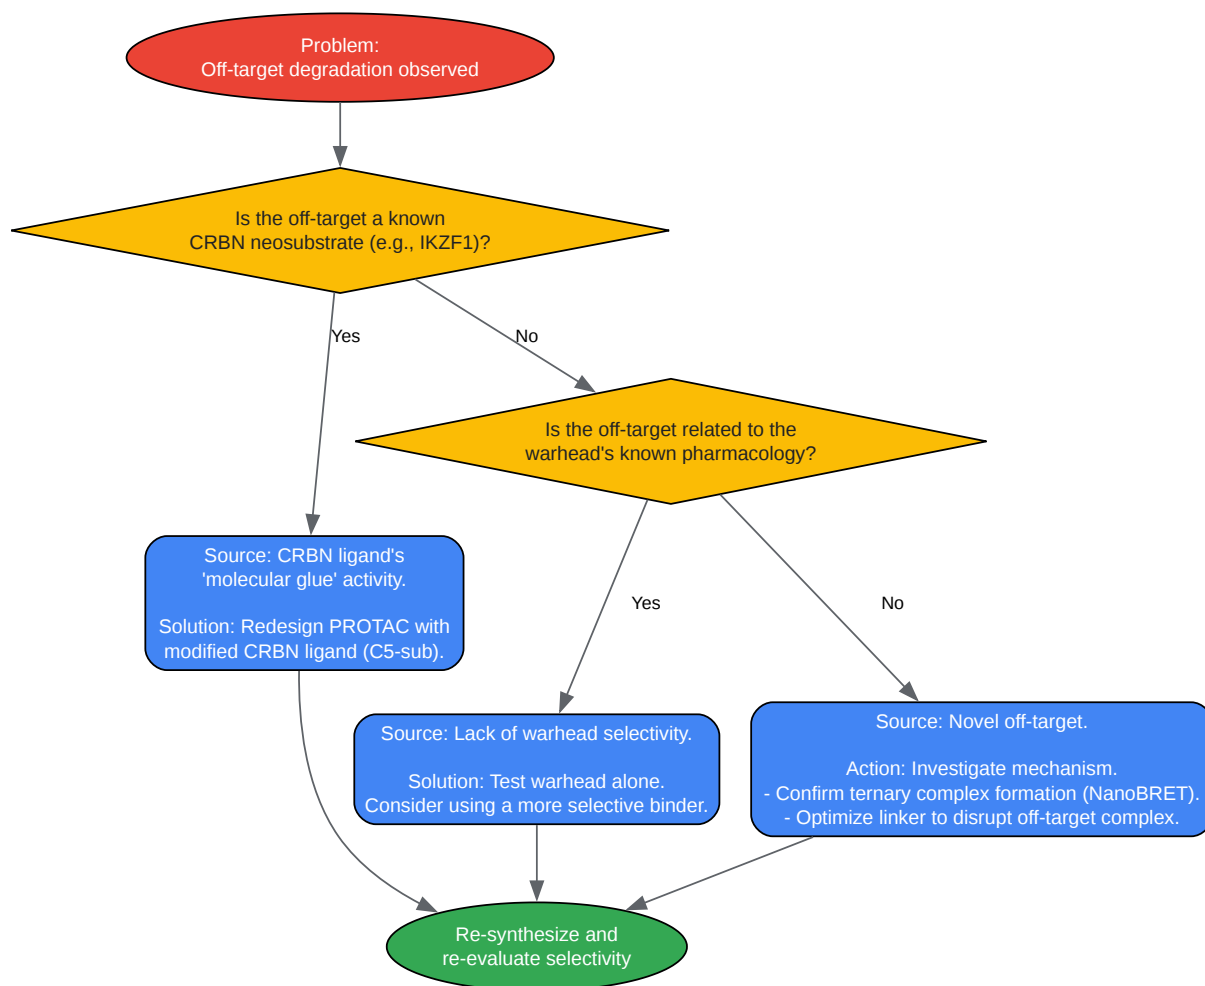 Problem:
Off-target degradation observed
Is the off-target a known
CRBN neosubstrate (e.g., IKZF1)?
Yes
No
Is the off-target related to the
warhead's known pharmacology?
Source: CRBN ligand's
'molecular glue' activity.
Solution: Redesign PROTAC with
modified CRBN ligand (C5-sub).
Yes
No
Source: Lack of warhead selectivity.
Solution: Test warhead alone.
Consider using a more selective binder.
Source: Novel off-target.
Action: Investigate mechanism.
- Confirm ternary complex formation (NanoBRET).
- Optimize linker to disrupt off-target complex.
Re-synthesize and
re-evaluate selectivity